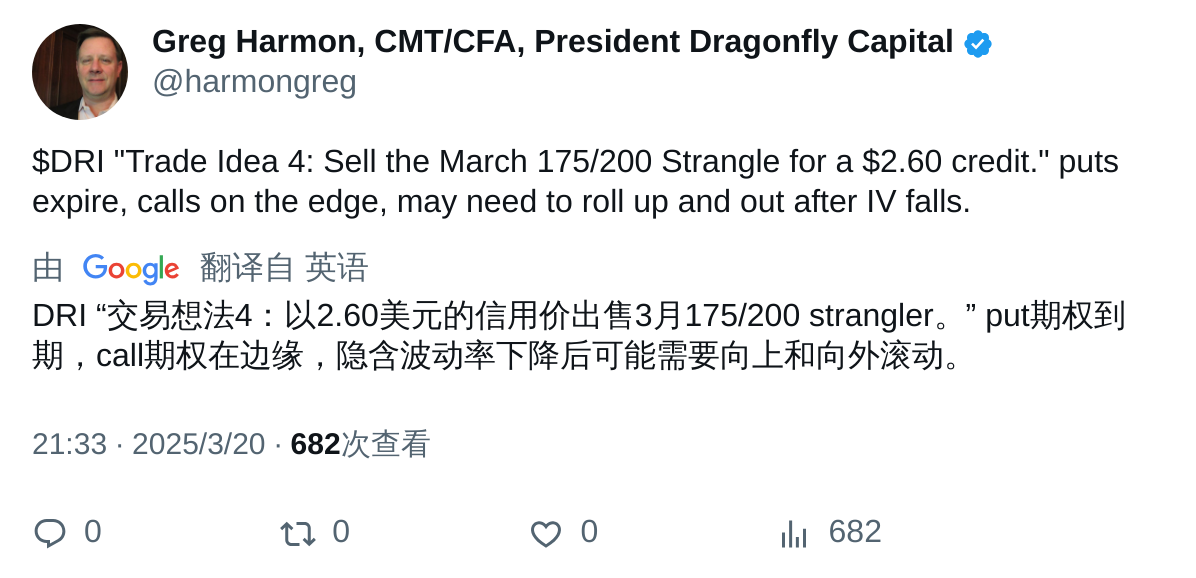 Greg Harmon, CMT/CFA, President Dragonfly Capital
@harmongreg
$DRI "Trade Idea 4: Sell the March 175/200 Strangle for a $2.60 credit." puts
expire, calls on the edge, may need to roll up and out after IV falls.
由 Google 翻译自 英语
DRI “交易想法4：以2.60美元的信用价出售3月175/200 strangler。” put期权到
期，call期权在边缘，隐含波动率下降后可能需要向上和向外滚动。
21:33 · 2025/3/20 · 682次查看
0 0 0 682